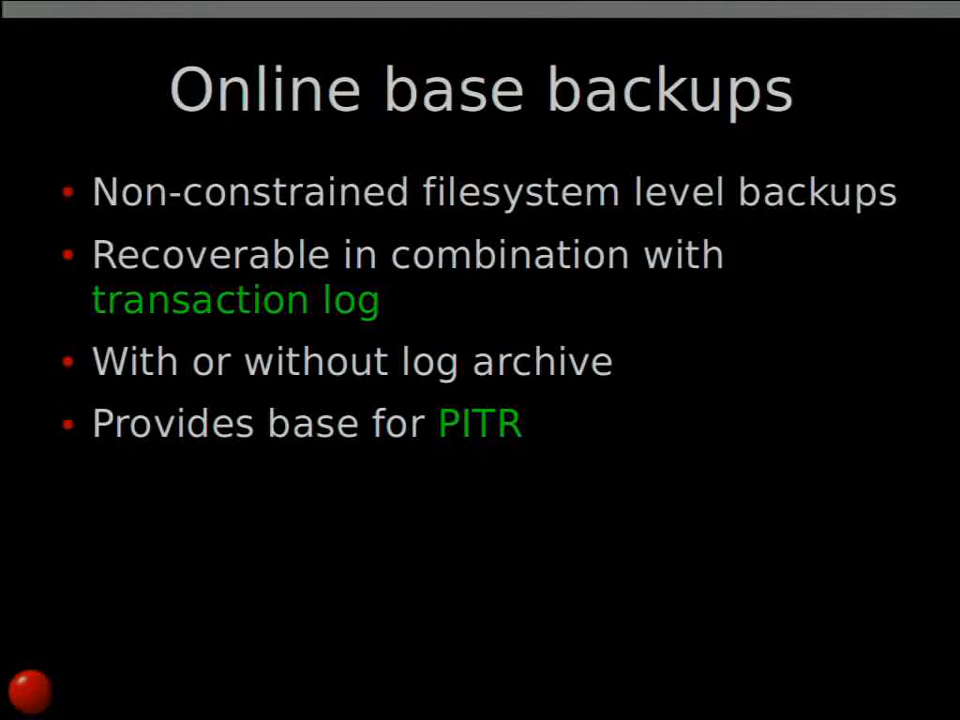 Online base backups
Non-constrained filesystem level backups
Recoverable in combination with
transaction log
With or without log archive
Provides base for PITR